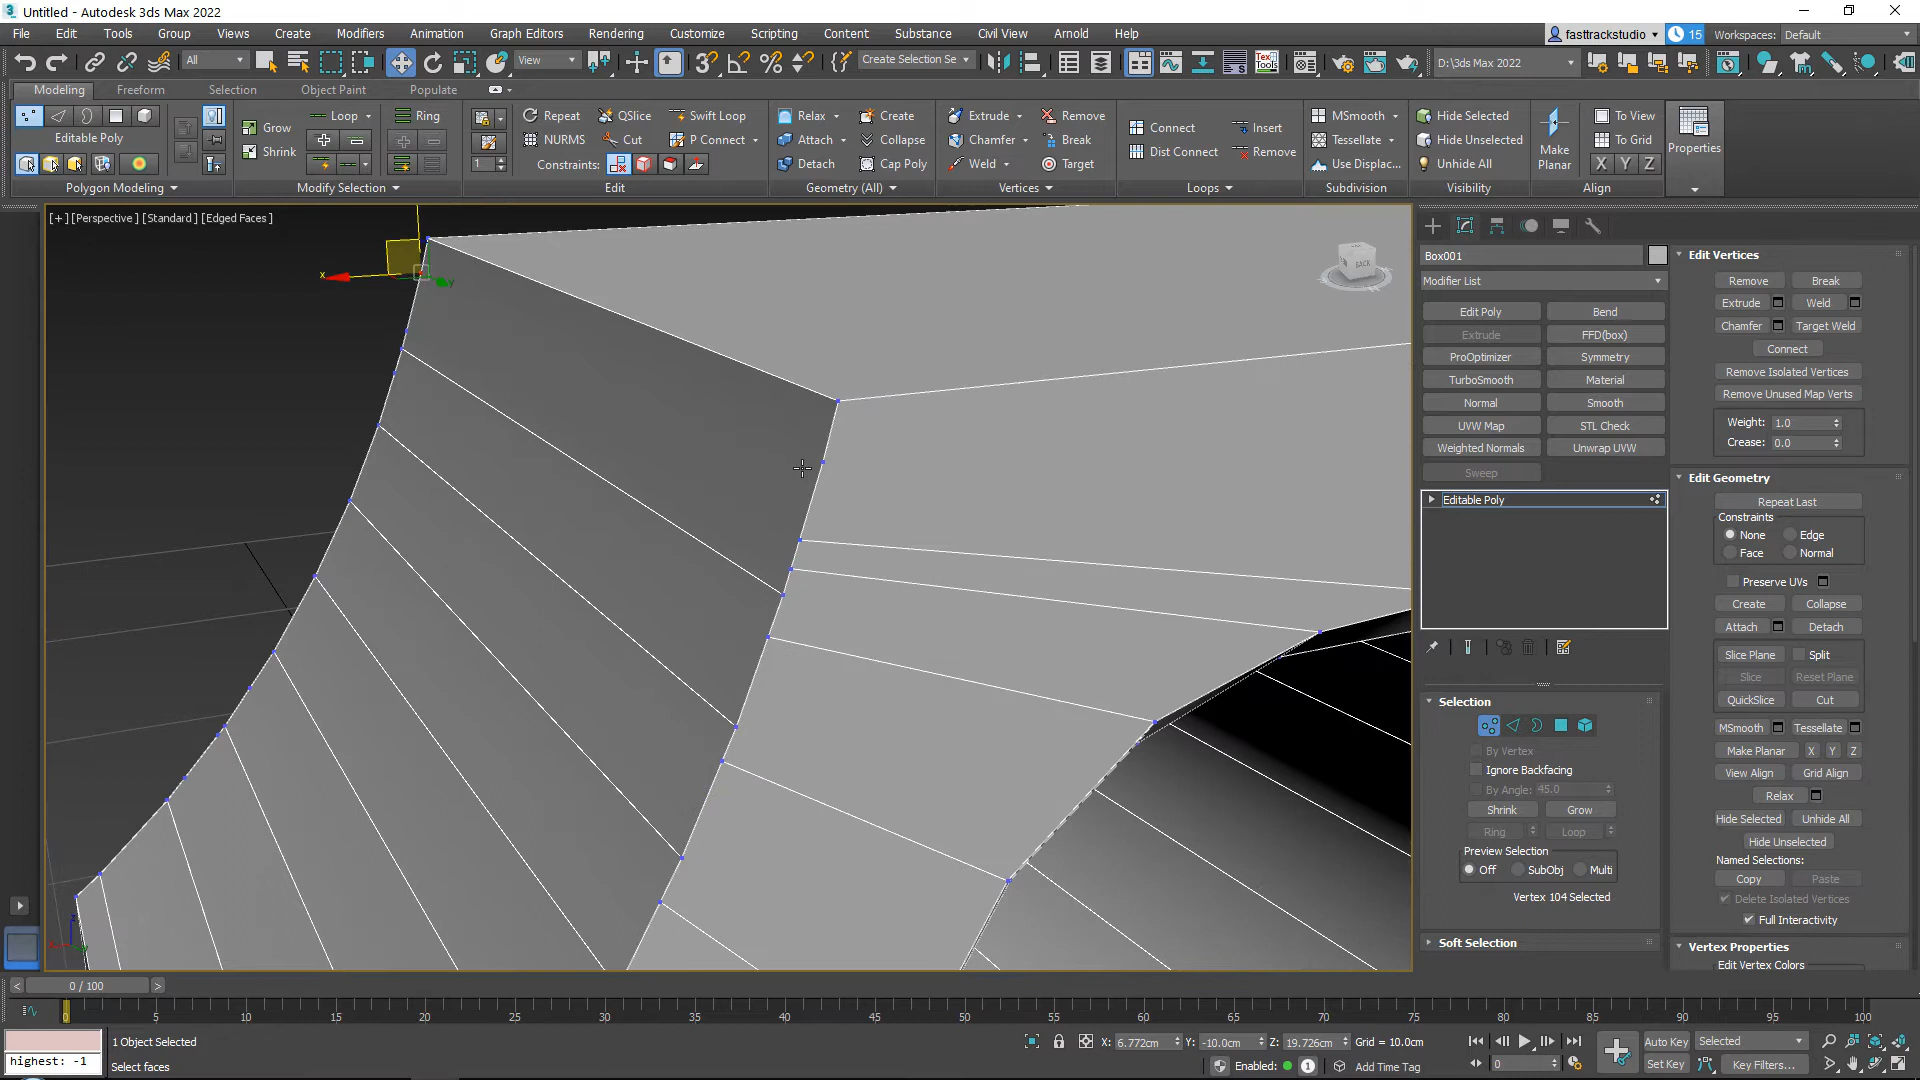 Untitled - Autodesk 3ds Max 2022
File Edit Tools Group Views Create Modifiers Animation Graph Editors Rendering Customize Scripting Content Substance Civil View Arnold Help
fasttrackstudio 15 Workspaces: Default
All View Create Selection Se D:\3ds Max 2022
Modeling Freeform Selection Object Paint Populate
Editable Poly
Polygon Modeling
Grow Loop Ring
Shrink
Modify Selection
1
Repeat QSlice Swift Loop
NURMS Cut P Connect
Constraints:
Edit
Relax Create
Attach Collapse
Detach Cap Poly
Geometry (All)
Extrude Remove
Chamfer Break
Weld Target
Vertices
Connect Insert
Dist Connect Remove
Loops
MSmooth
Tessellate
Use Displac...
Subdivision
Hide Selected
Hide Unselected
Unhide All
Visibility
Make Planar
To View
To Grid
X Y Z
Align
Properties
[+] [Perspective] [Standard] [Edged Faces]
x
y
BACK
z
Box001
Modifier List
Edit Poly Bend
Extrude FFD(box)
ProOptimizer Symmetry
TurboSmooth Material
Normal Smooth
UVW Map STL Check
Weighted Normals Unwrap UVW
Sweep
Editable Poly
Selection
By Vertex
Ignore Backfacing
By Angle: 45.0
Shrink Grow
Ring Loop
Preview Selection
Off SubObj Multi
Vertex 104 Selected
Soft Selection
Edit Vertices
Remove Break
Extrude Weld
Chamfer Target Weld
Connect
Remove Isolated Vertices
Remove Unused Map Verts
Weight: 1.0
Crease: 0.0
Edit Geometry
Repeat Last
Constraints
None Edge
Face Normal
Preserve UVs
Create Collapse
Attach Detach
Slice Plane Split
Slice Reset Plane
QuickSlice Cut
MSmooth Tessellate
Make Planar X Y Z
View Align Grid Align
Relax
Hide Selected Unhide All
Hide Unselected
Named Selections:
Copy Paste
Delete Isolated Vertices
Full Interactivity
Vertex Properties
Edit Vertex Colors
< 0 / 100 >
0 5 10 15 20 25 30 35 40 45 50 55 60 65 70 75 80 85 90 95 100
highest: -1
1 Object Selected
Select faces
X: 6.772cm Y: -10.0cm Z: 19.726cm Grid = 10.0cm
Enabled: 1 Add Time Tag
0
Auto Key Selected
Set Key Key Filters...